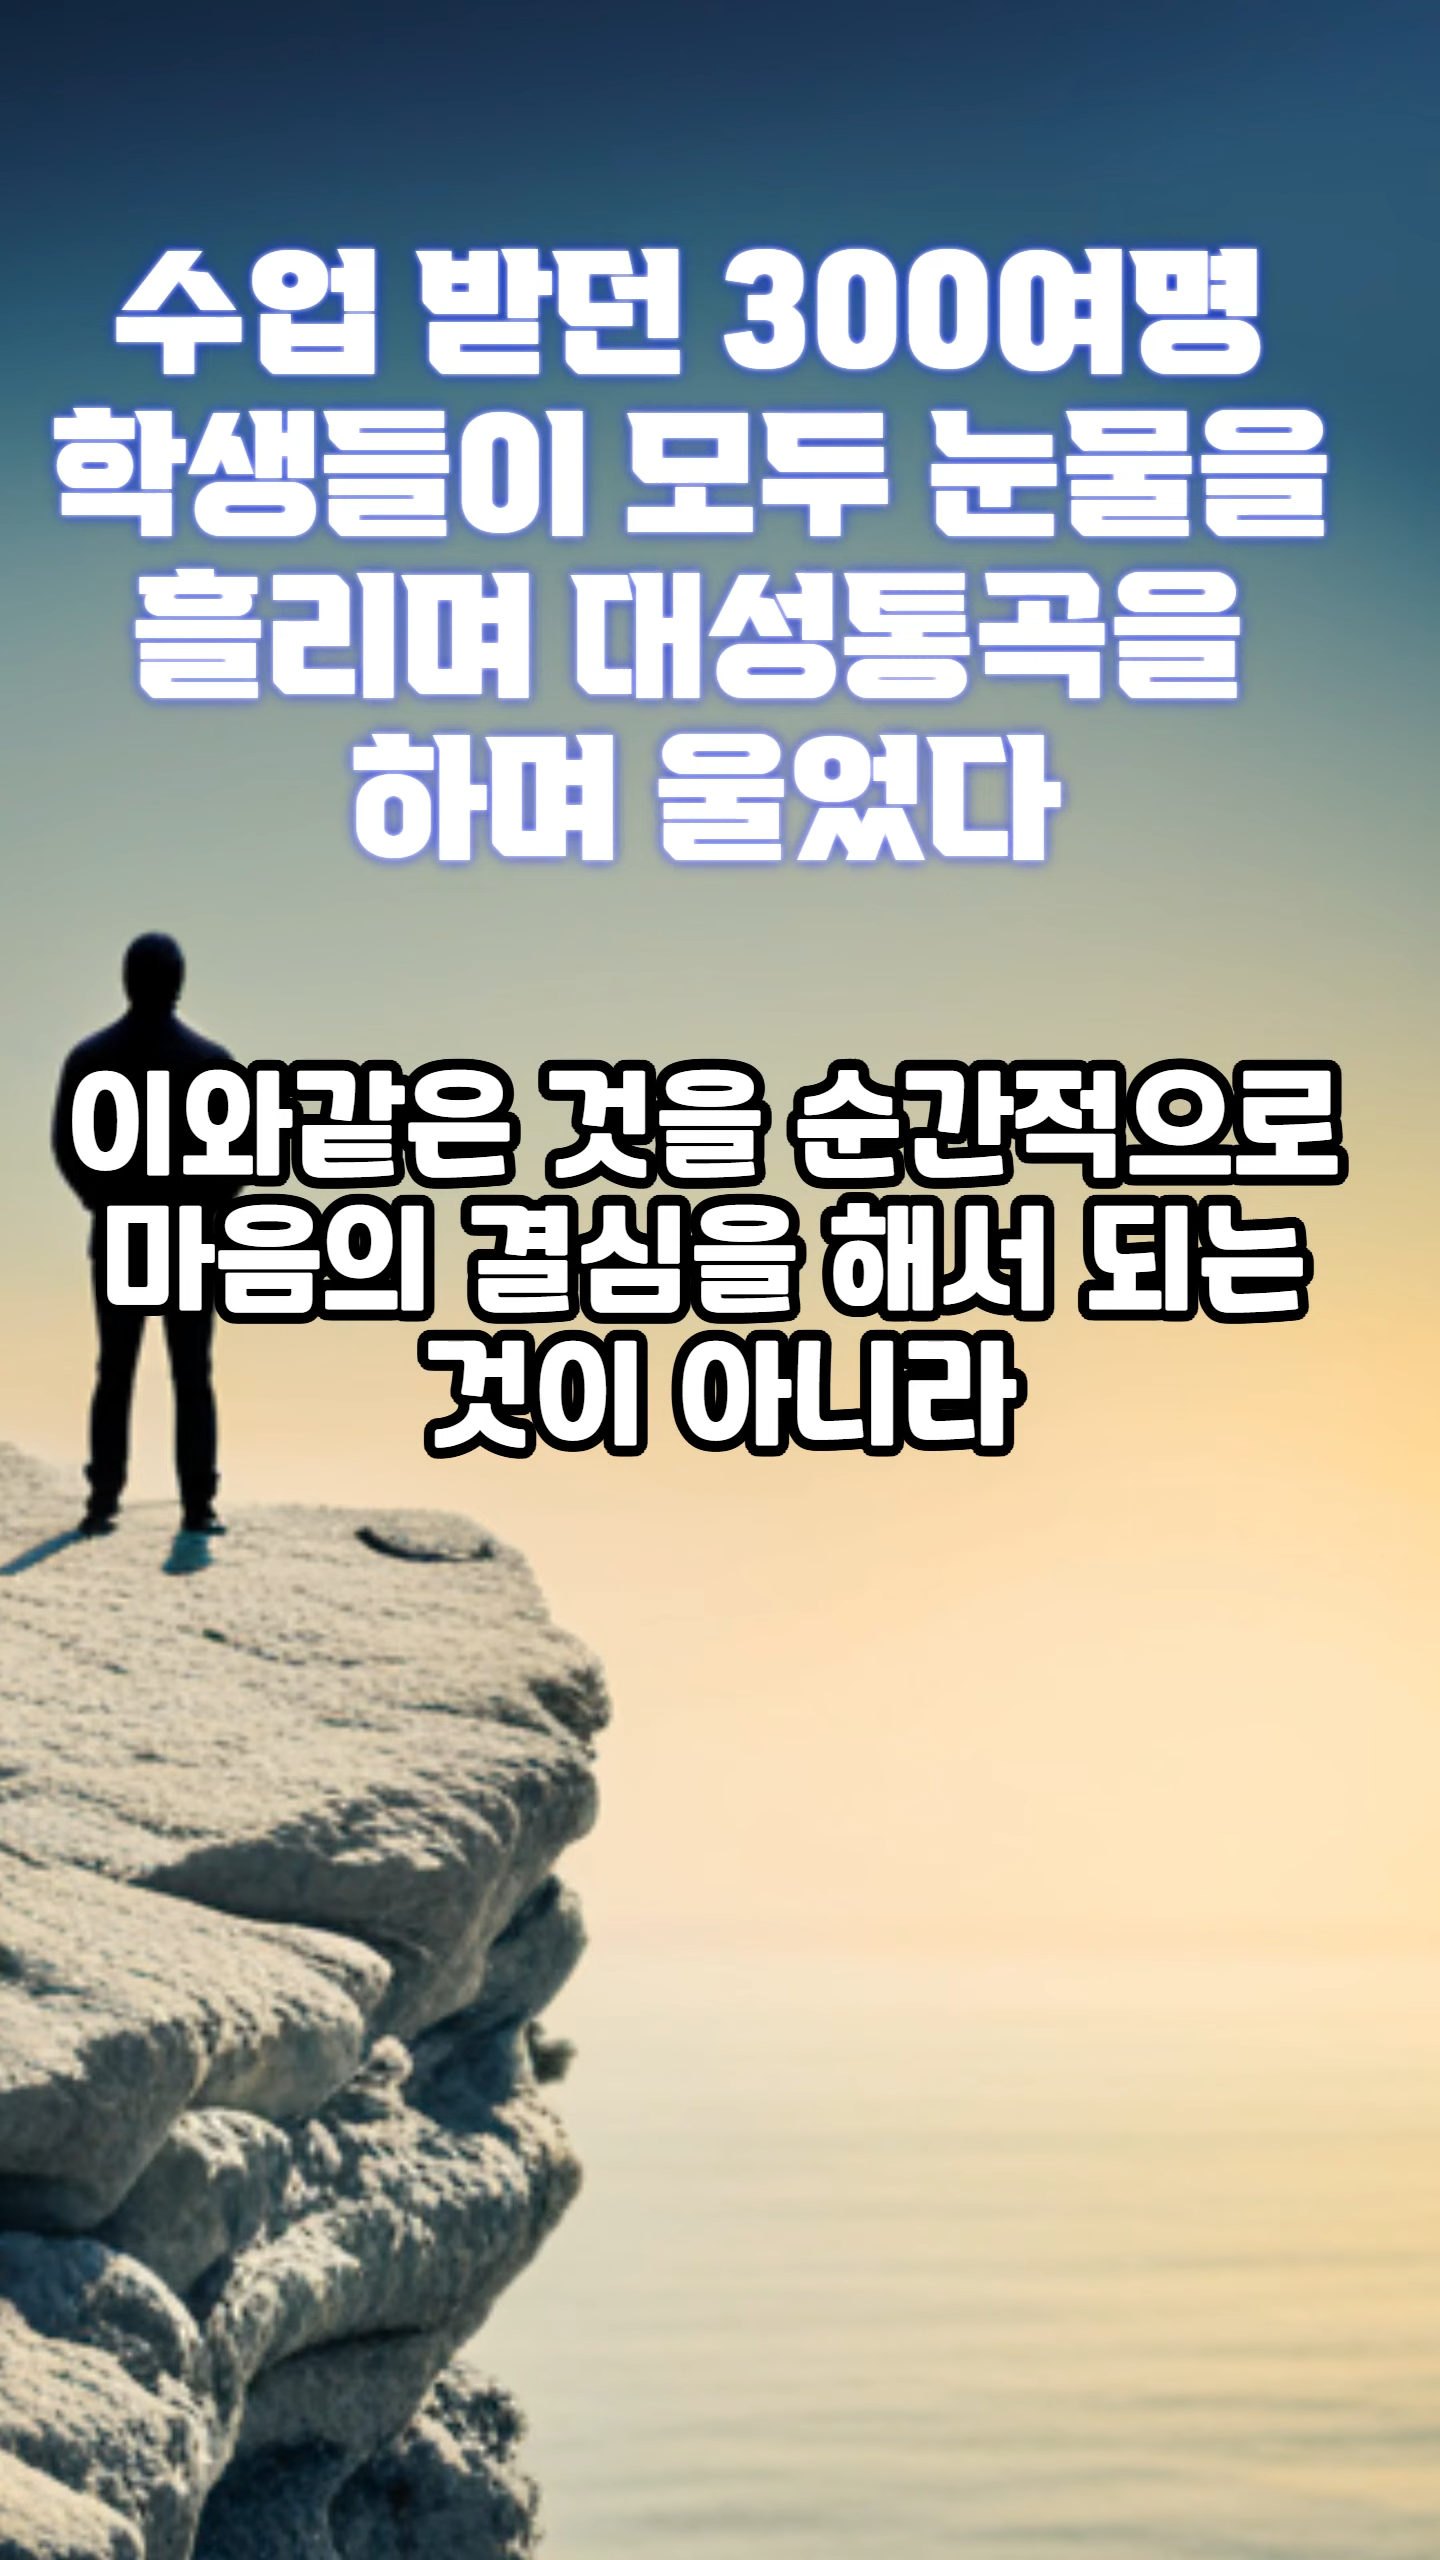 수업 받던 300여명
학생들이 모두 눈물을
흘리며 대성통곡을
하며 울었다
이와같은 것을 순간적으로
마음의 결심을 해서 되는
것이 아니라